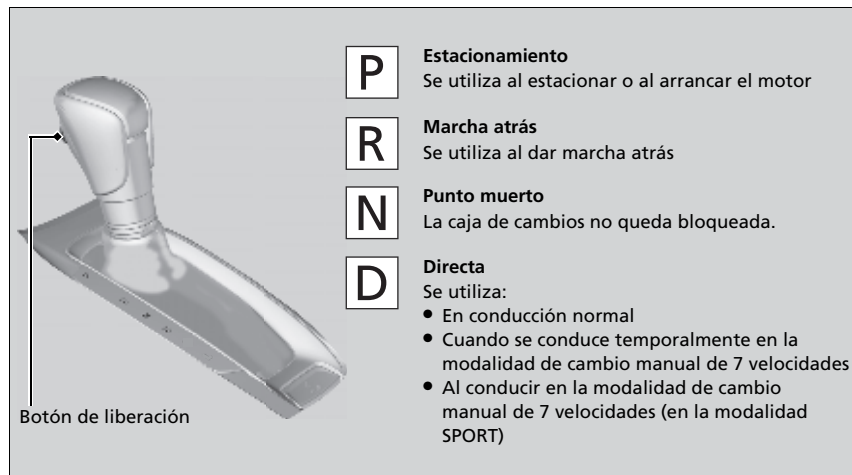 P
Estacionamiento
Se utiliza al estacionar o al arrancar el motor
R
Marcha atrás
Se utiliza al dar marcha atrás
N
Punto muerto
La caja de cambios no queda bloqueada.
D
Directa
Se utiliza:
● En conducción normal
● Cuando se conduce temporalmente en la
modalidad de cambio manual de 7 velocidades
● Al conducir en la modalidad de cambio
manual de 7 velocidades (en la modalidad
SPORT)
Botón de liberación